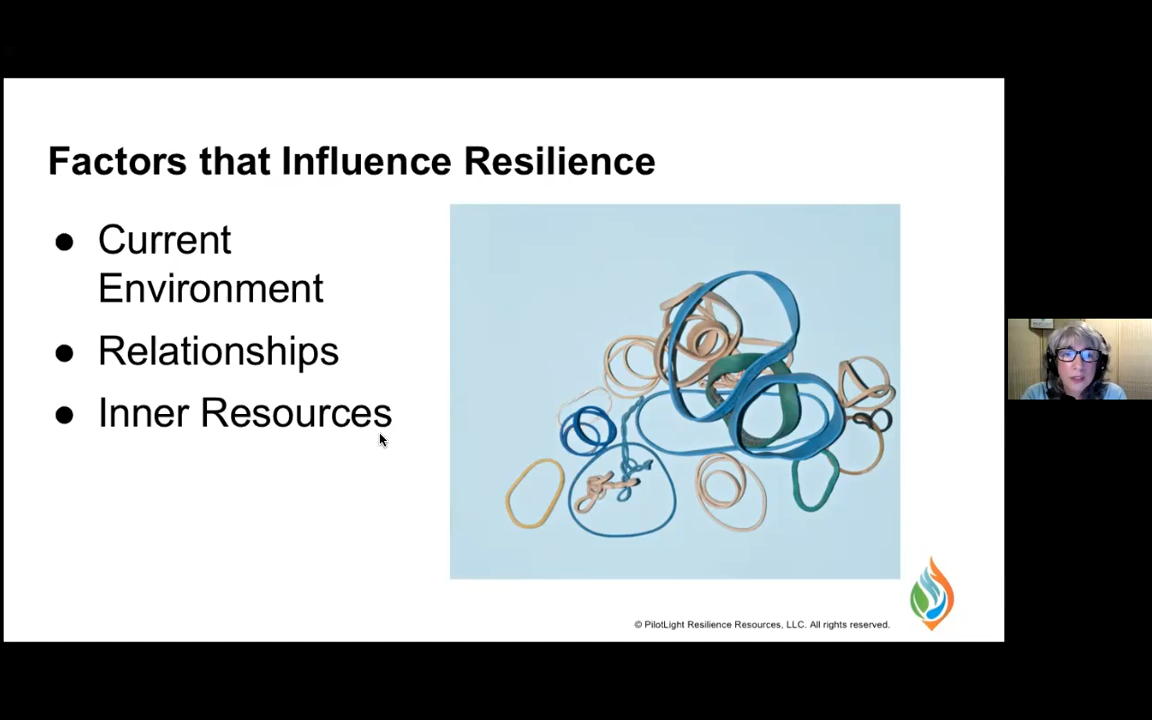 Factors that Influence Resilience
● Current
Environment
● Relationships
● Inner Resources
© PilotLight Resilience Resources, LLC. All rights reserved.